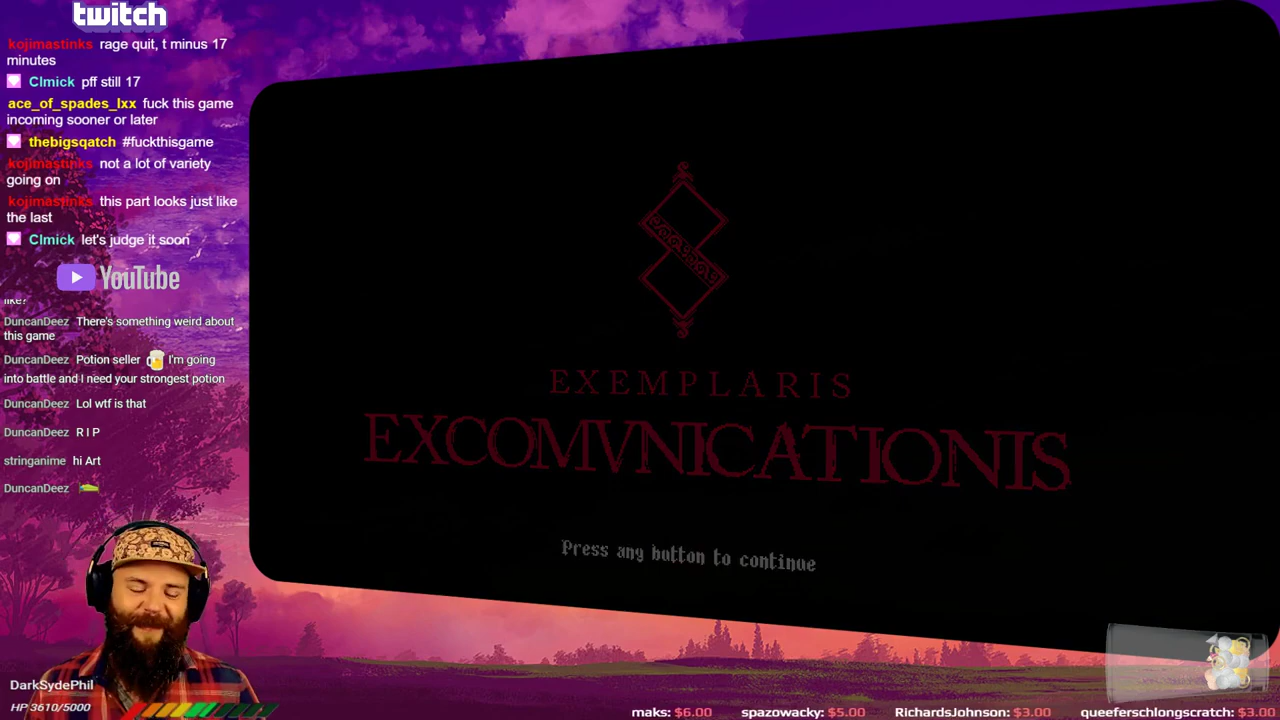 twitch
kojimastinks rage quit, t minus 17
minutes
Clmick pff still 17
ace_of_spades_lxx fuck this game
incoming sooner or later
thebigsqatch #fuckthisgame
kojimastinks not a lot of variety
going on
kojimastinks this part looks just like
the last
Clmick let's judge it soon
YouTube
like?
DuncanDeez There's something weird about
this game
DuncanDeez Potion seller 🍺 I'm going
into battle and I need your strongest potion
DuncanDeez Lol wtf is that
DuncanDeez R I P
stringanime hi Art
DuncanDeez
EXEMPLARIS
EXCOMVNICATIONIS
Press any button to continue
DarkSydePhil
HP 3610/5000
maks: $6.00 spazowacky: $5.00 RichardsJohnson: $3.00 queeferschlongscratch: $3.00